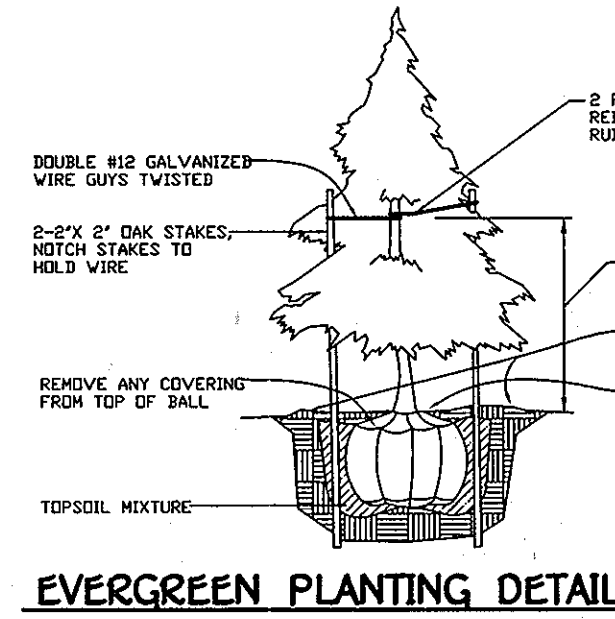 DOUBLE #12 GALVANIZED
WIRE GUYS TWISTED
2-2"X 2" OAK STAKES,
NOTCH STAKES TO
HOLD WIRE
REMOVE ANY COVERING
FROM TOP OF BALL
TOPSOIL MIXTURE
2
EVERGREEN PLANTING DETAIL